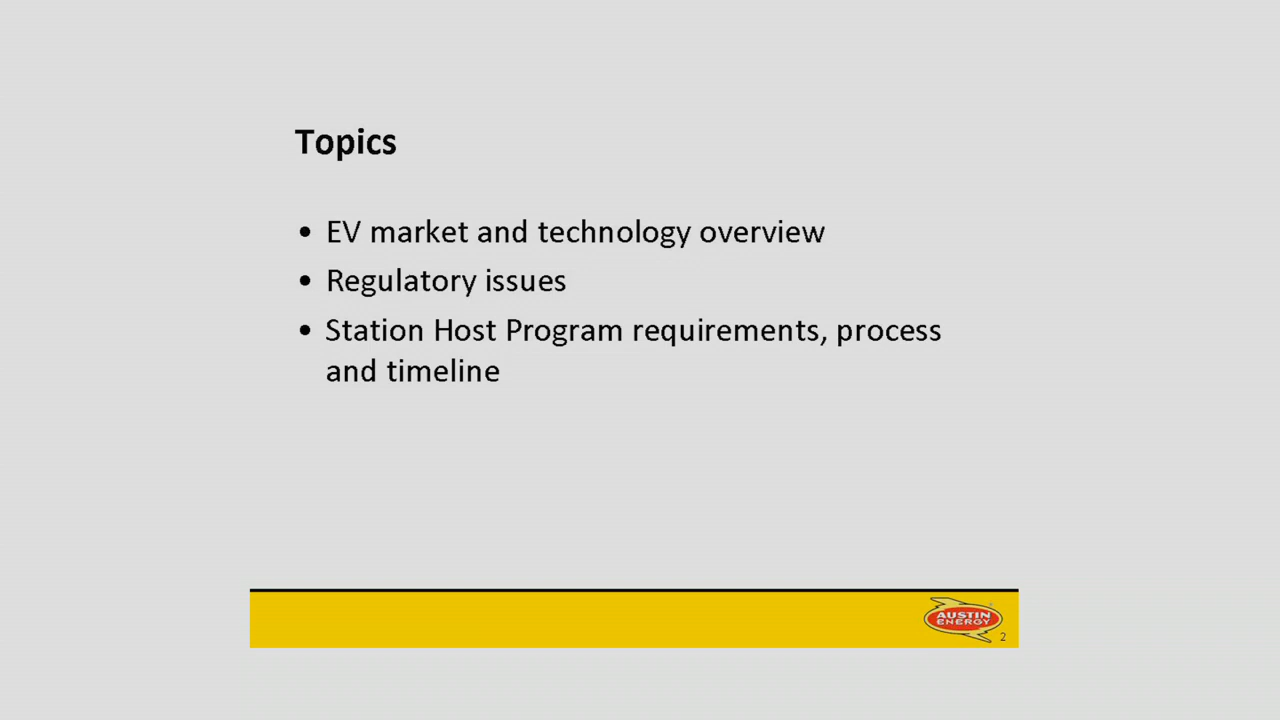 Topics
• EV market and technology overview
• Regulatory issues
• Station Host Program requirements, process
and timeline
AUSTIN
ENERGY
2